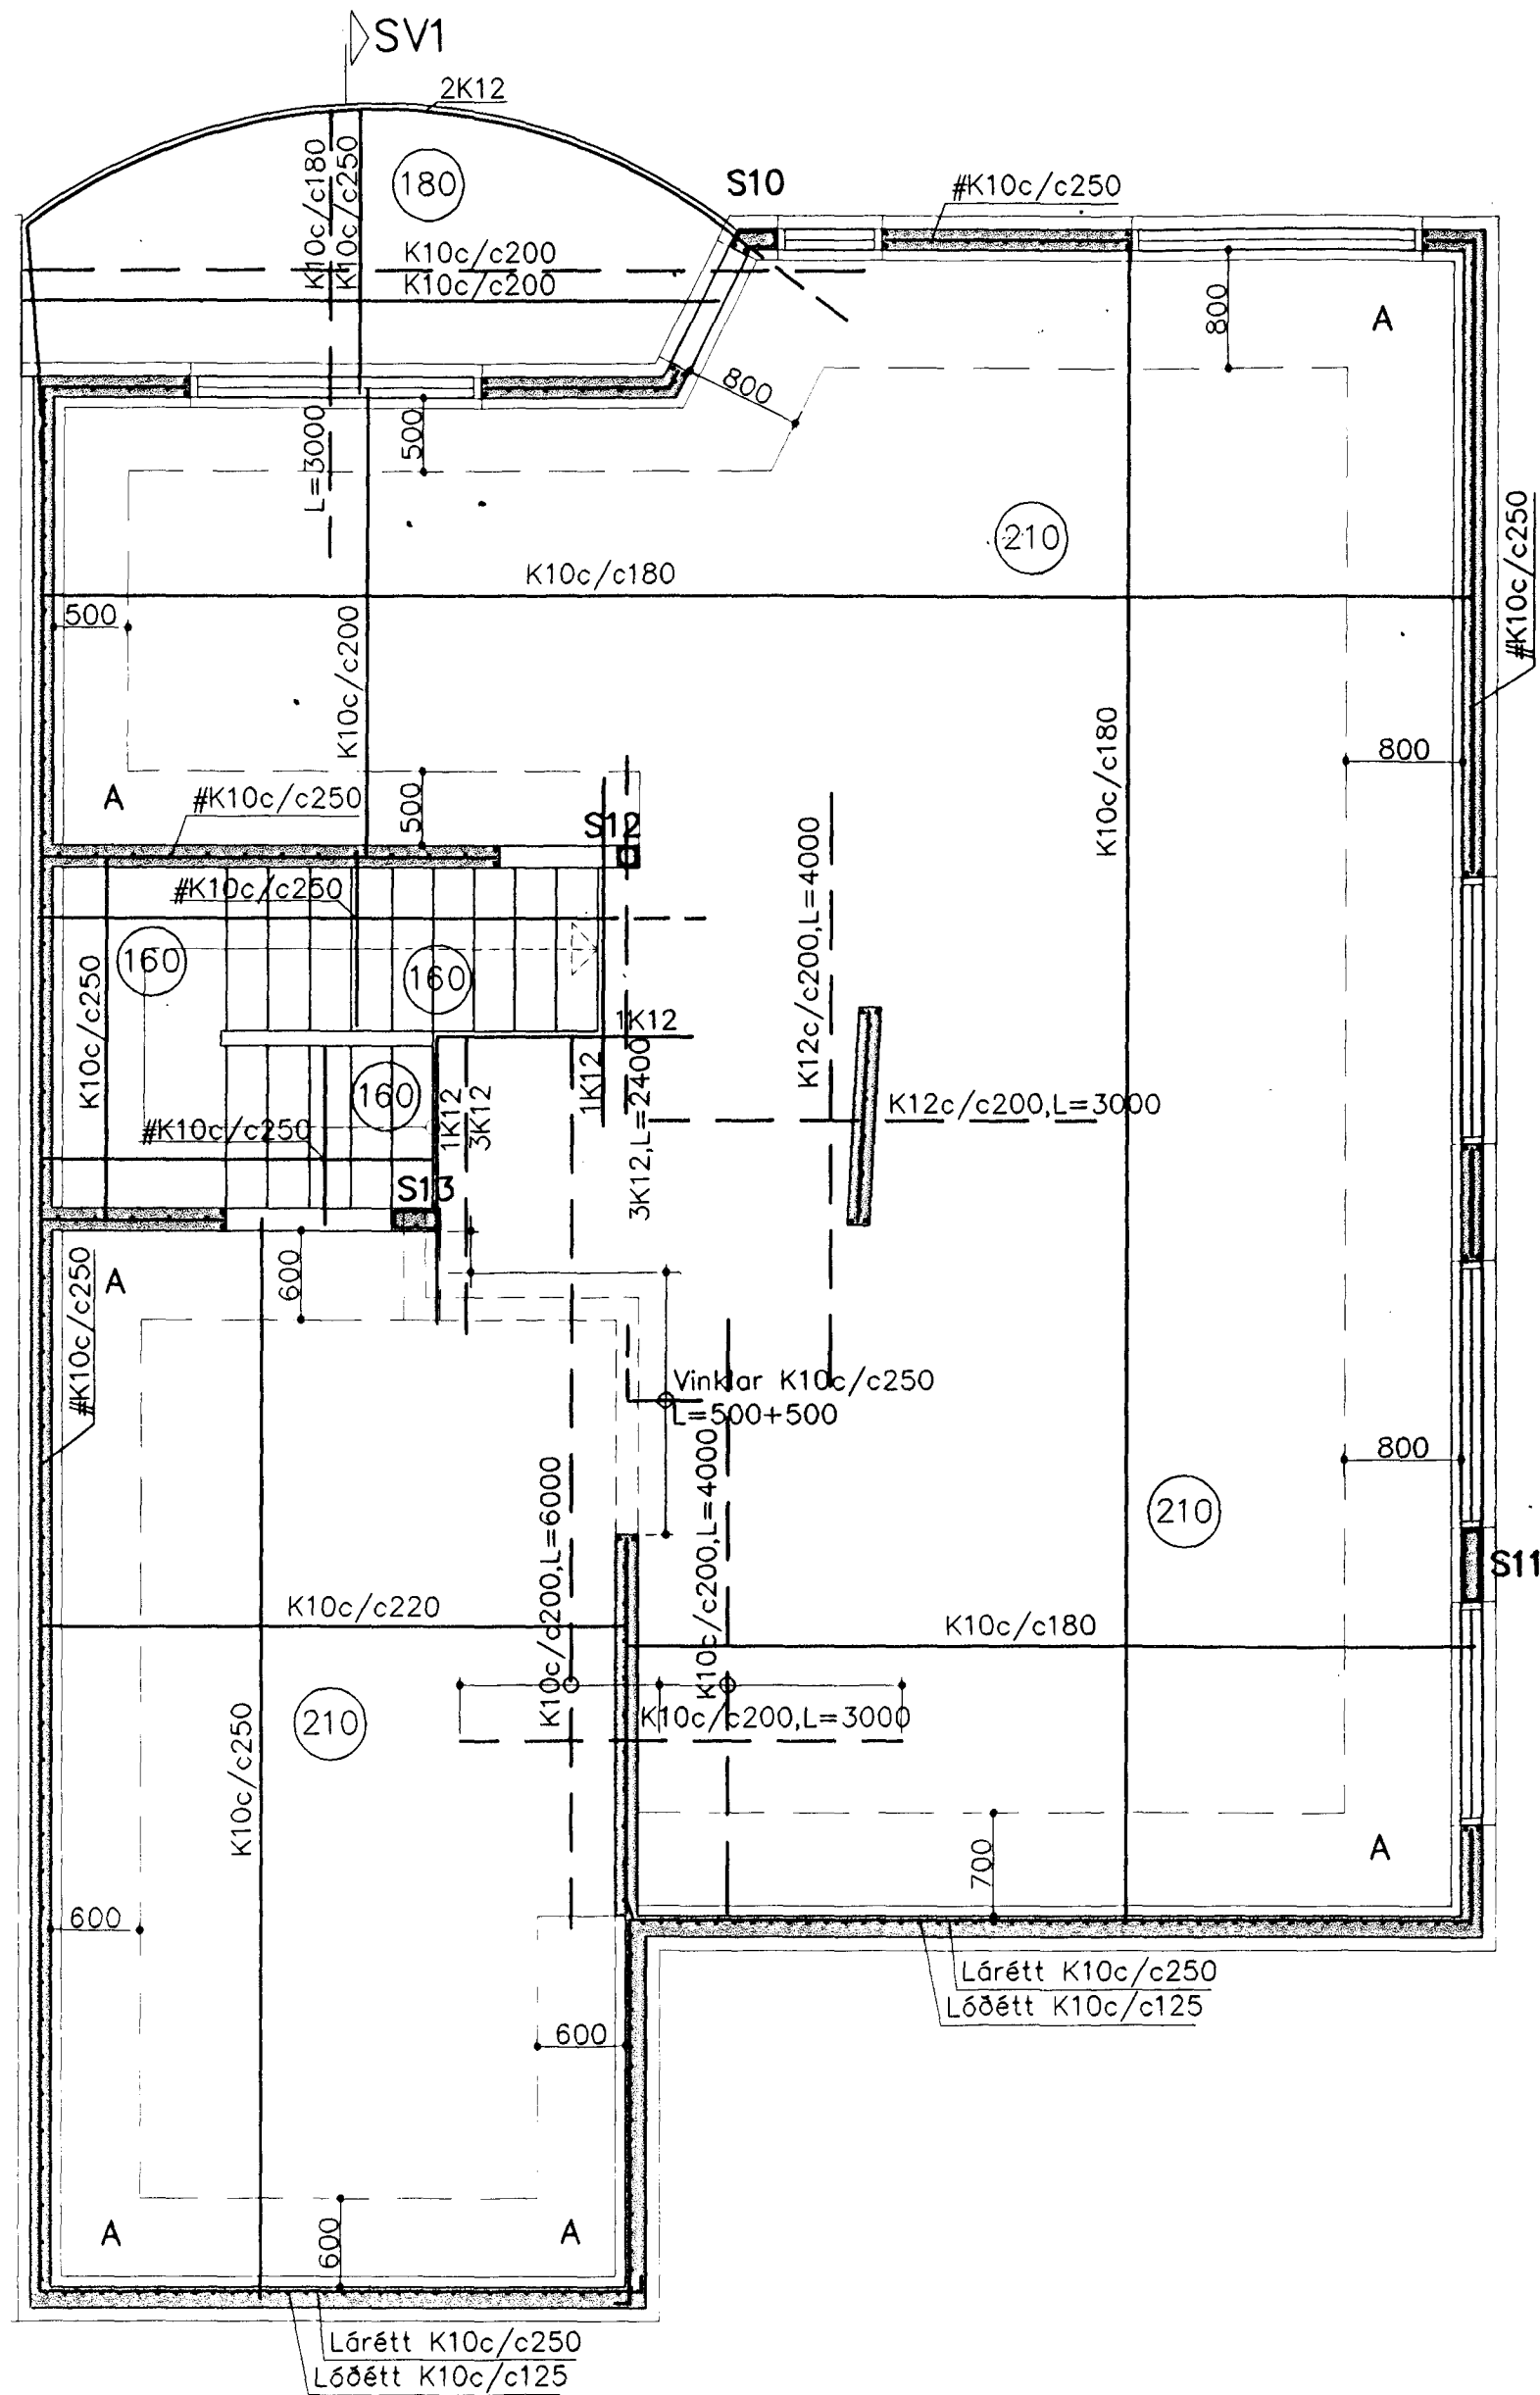 SV1
2K12
K10c/c180
K10c/c250
180
S10
#K10c/c250
K10c/c200
K10c/c200
800
A
800
L=3000
500
210
#K10c/c250
K10c/c180
500
K10c/c200
K10c/c180
800
A
#K10c/c250
500
S12
K12c/c200,L=4000
#K10c/c250
160
160
K10c/c250
1K12
1K12
3K12,L=2400
160
K12c/c200,L=3000
1K12
3K12
#K10c/c250
S13
600
A
#K10c/c250
Vinklar K10c/c250
L=500+500
800
K10c/c200,L=6000
K10c/c200,L=4000
210
S11
K10c/c220
K10c/c180
K10c/c250
210
K10c/c200,L=3000
700
A
600
Lárétt K10c/c250
Lóðétt K10c/c125
600
A
600
A
Lárétt K10c/c250
Lóðétt K10c/c125